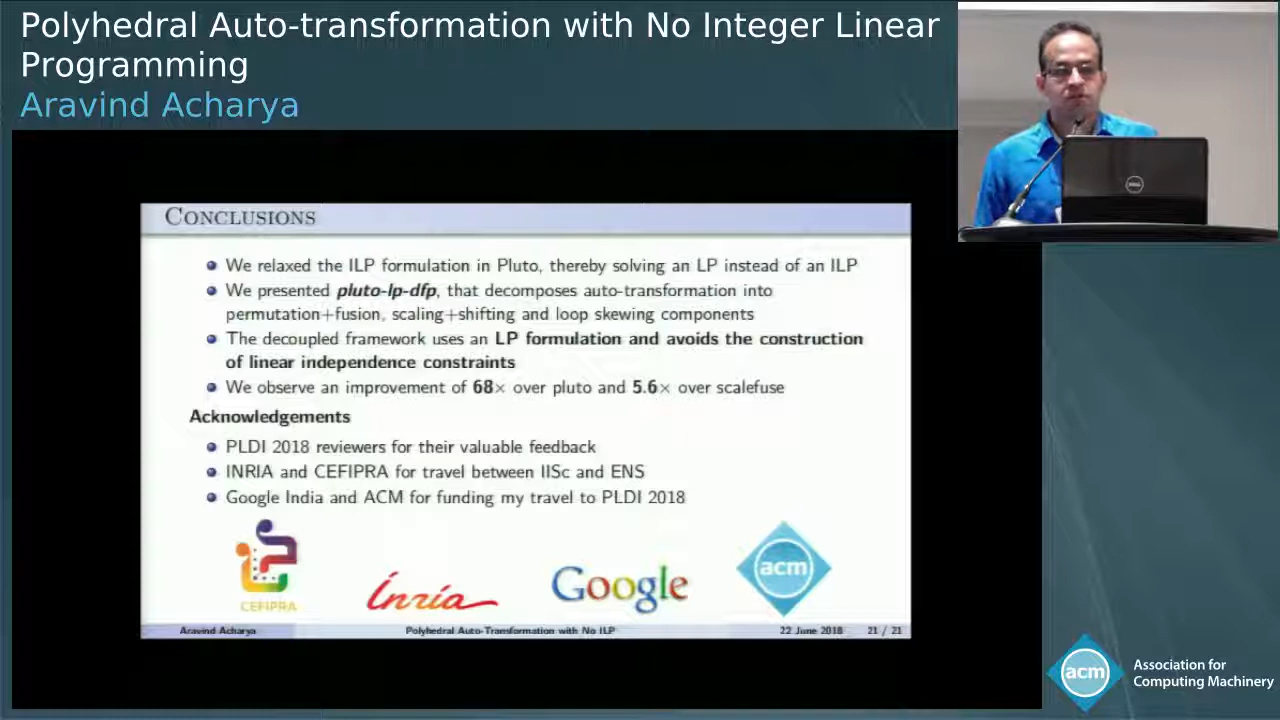 Polyhedral Auto-transformation with No Integer Linear
Programming
Aravind Acharya
CONCLUSIONS
We relaxed the ILP formulation in Pluto, thereby solving an LP instead of an ILP
We presented pluto-lp-dfp, that decomposes auto-transformation into
permutation+fusion, scaling+shifting and loop skewing components
The decoupled framework uses an LP formulation and avoids the construction
of linear independence constraints
We observe an improvement of 68× over pluto and 5.6× over scalefuse
Acknowledgements
PLDI 2018 reviewers for their valuable feedback
INRIA and CEFIPRA for travel between IISc and ENS
Google India and ACM for funding my travel to PLDI 2018
CEFIPRA
Inria
Google
acm
Aravind Acharya Polyhedral Auto-Transformation with No ILP 22 June 2018 21 / 21
DELL
acm
Association for
Computing Machinery